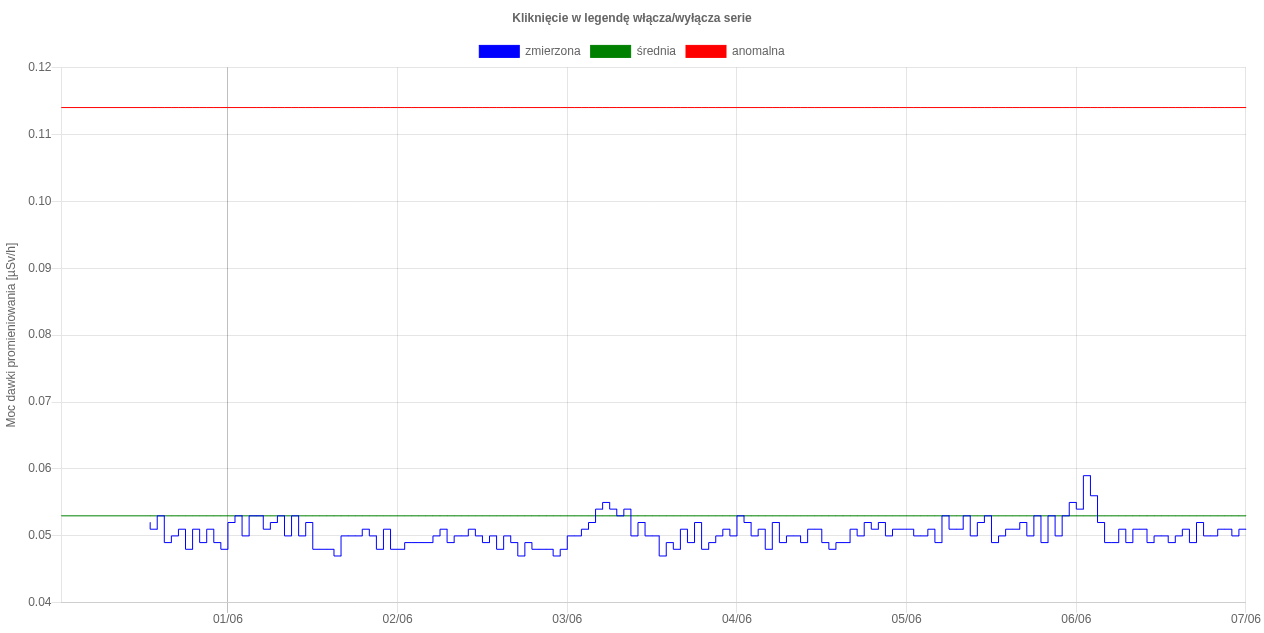 Kliknięcie w legendę włącza/wyłącza serie
zmierzona średnia anomalna
Moc dawki promieniowania [µSv/h]
0.12
0.11
0.10
0.09
0.08
0.07
0.06
0.05
0.04
01/06 02/06 03/06 04/06 05/06 06/06 07/06